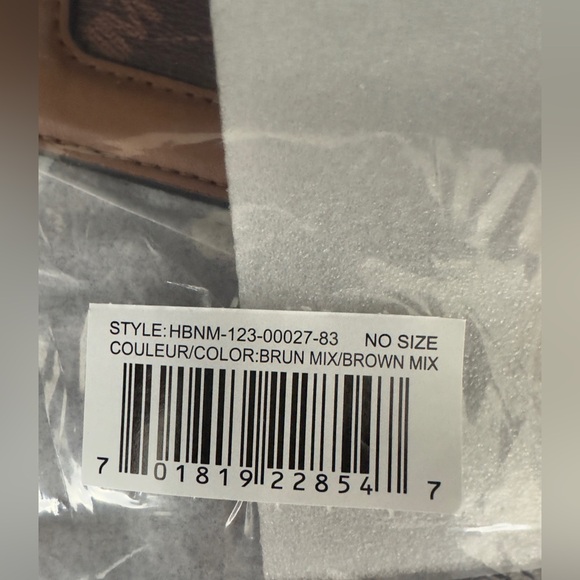 STYLE:HBNM-123-00027-83 NO SIZE
COULEUR/COLOR:BRUN MIX/BROWN MIX
7 01819 22854 7